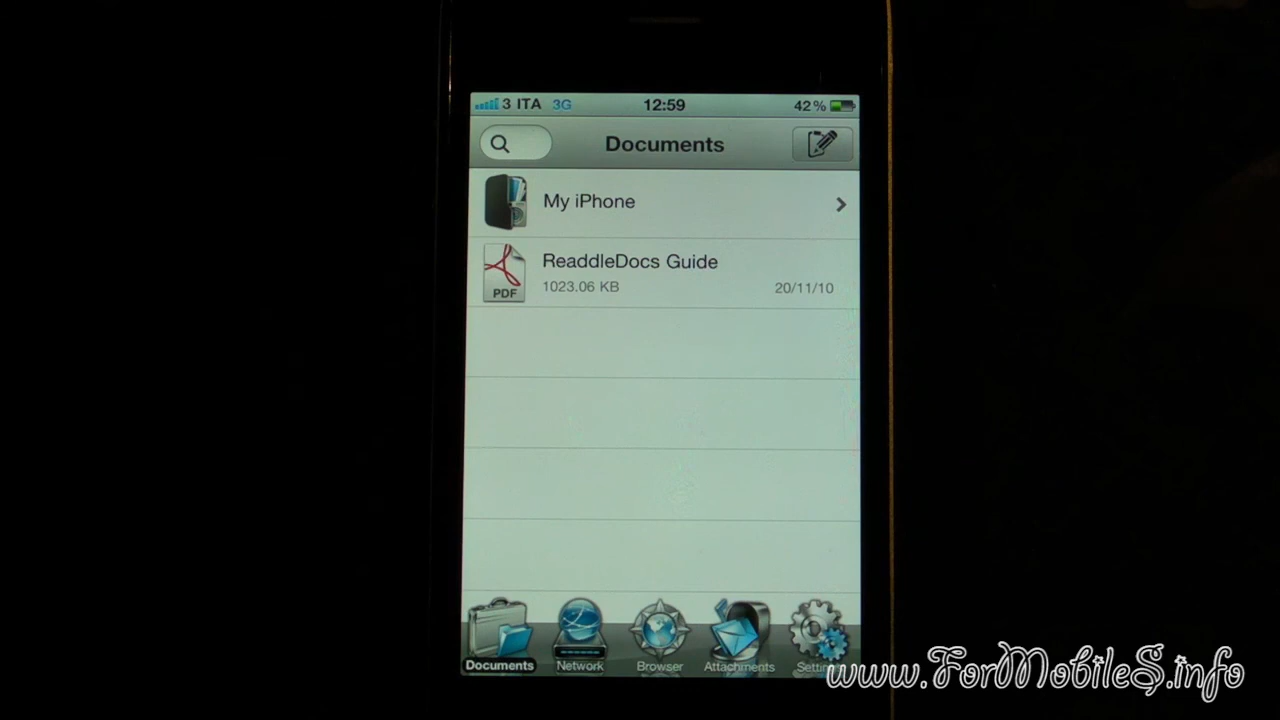 3 ITA 3G 12:59 42%
Documents
My iPhone
ReaddleDocs Guide
1023.06 KB 20/11/10
PDF
Documents Network Browser Attachments
www.ForMobileS.info